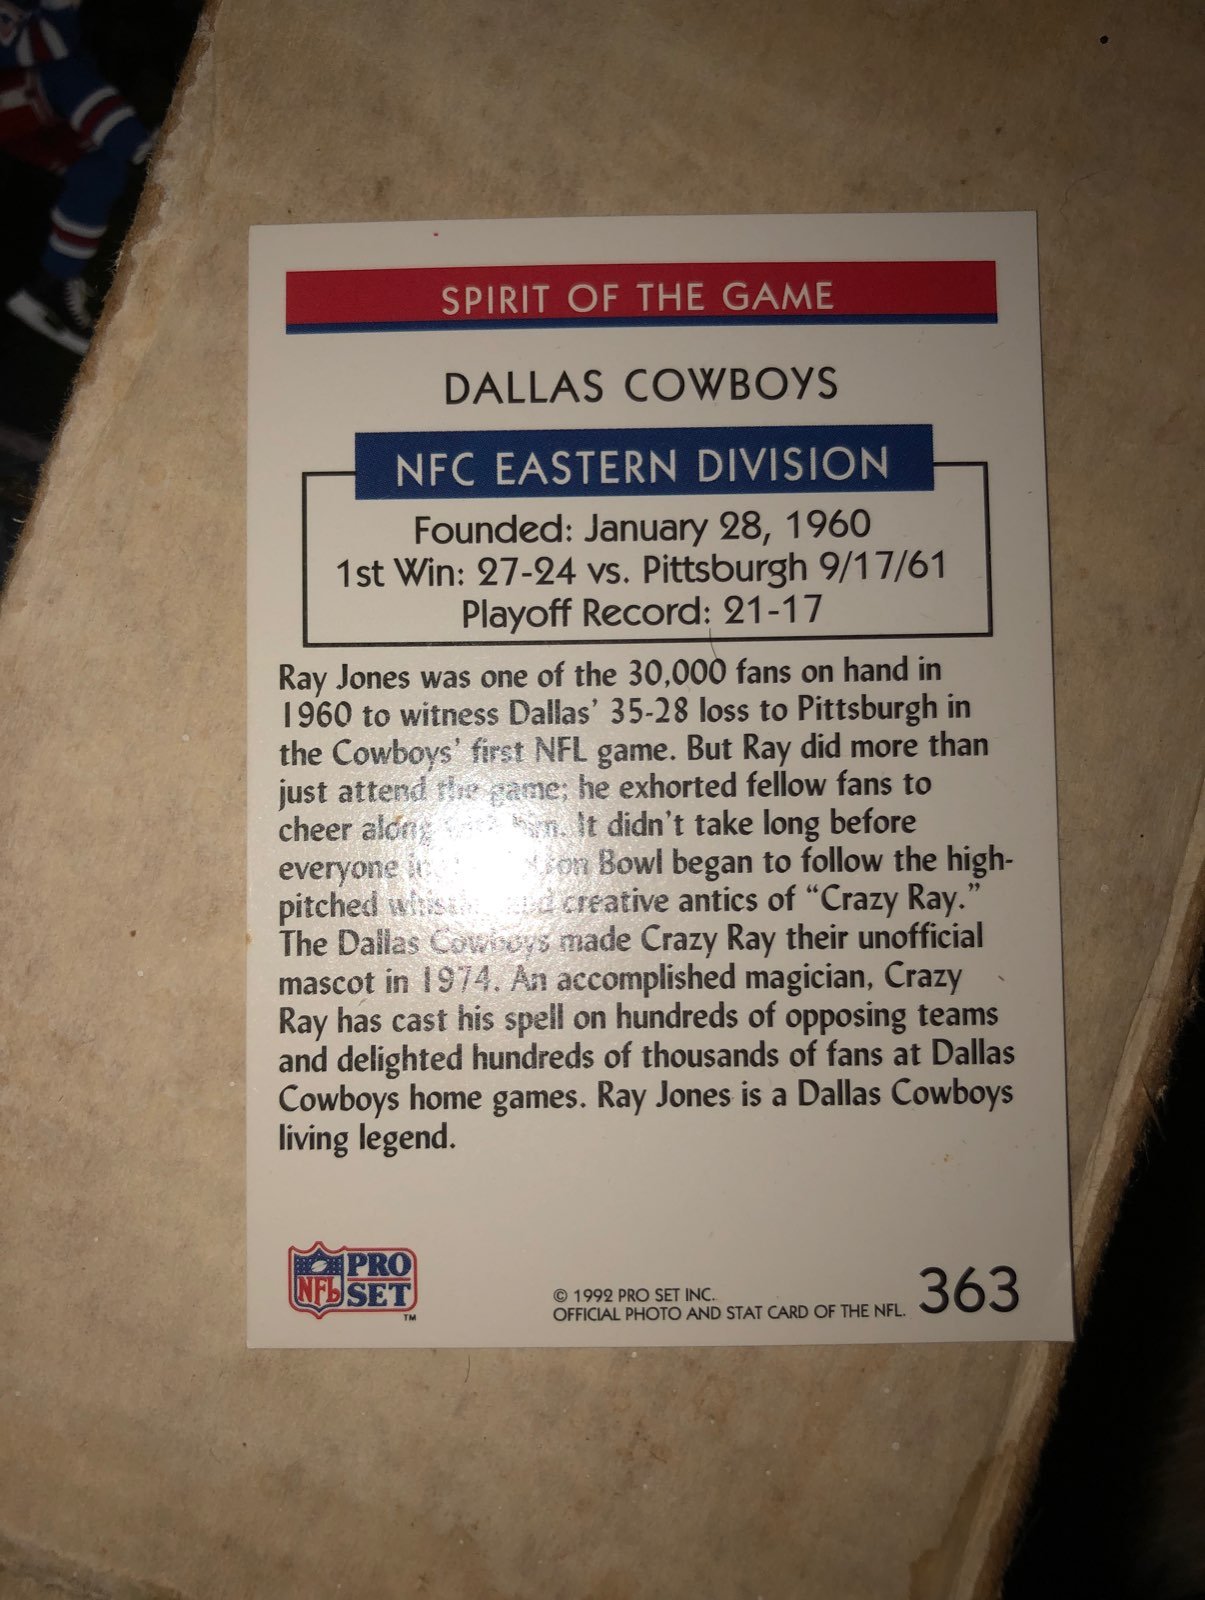 SPIRIT OF THE GAME
DALLAS COWBOYS
NFC EASTERN DIVISION
Founded: January 28, 1960
1st Win: 27-24 vs. Pittsburgh 9/17/61
Playoff Record: 21-17
Ray Jones was one of the 30,000 fans on hand in
1960 to witness Dallas' 35-28 loss to Pittsburgh in
the Cowboys' first NFL game. But Ray did more than
just attend the game; he exhorted fellow fans to
cheer along with him. It didn't take long before
everyone Bowl began to follow the high-
pitched and creative antics of "Crazy Ray."
The Dallas Cowboys made Crazy Ray their unofficial
mascot in 1974. An accomplished magician, Crazy
Ray has cast his spell on hundreds of opposing teams
and delighted hundreds of thousands of fans at Dallas
Cowboys home games. Ray Jones is a Dallas Cowboys
living legend.
NFL PRO SET TM
© 1992 PRO SET INC.
OFFICIAL PHOTO AND STAT CARD OF THE NFL.
363